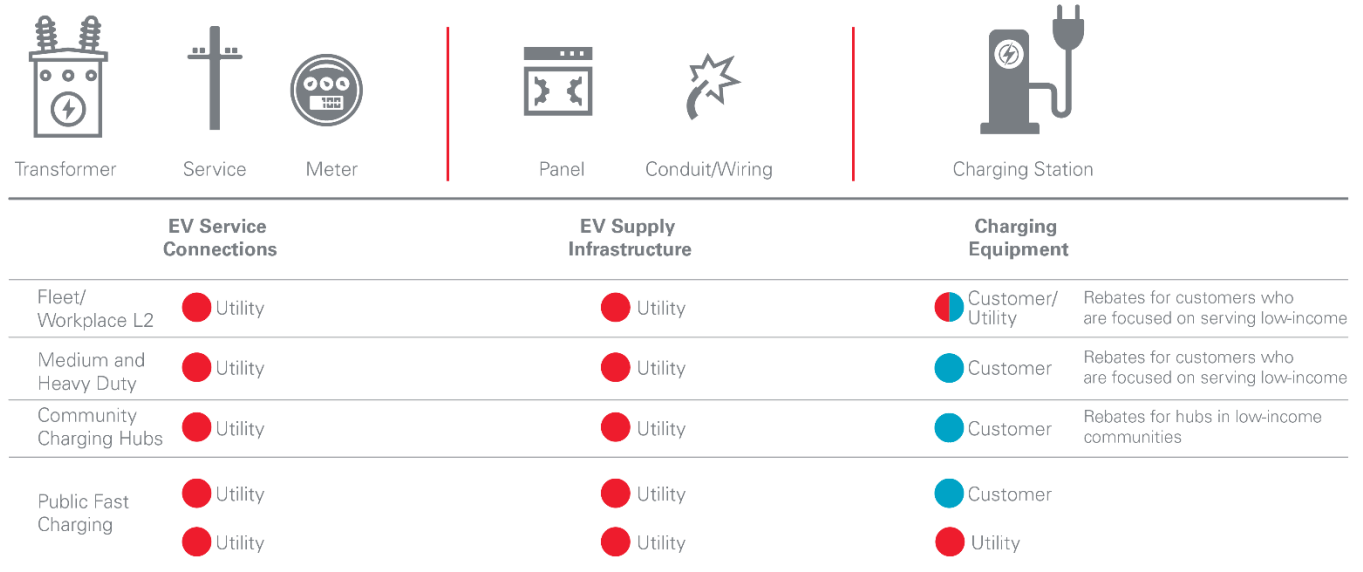 100
Transformer
Service
Meter
Panel
Conduit/Wiring
Charging Station
EV Service
Connections
EV Supply
Infrastructure
Charging
Equipment
Fleet/
Workplace L2
Utility
Utility
Customer/
Utility
Rebates for customers who
are focused on serving low-income
Medium and
Heavy Duty
Utility
Utility
Customer
Rebates for customers who
are focused on serving low-income
Community
Charging Hubs
Utility
Utility
Customer
Rebates for hubs in low-income
communities
Public Fast
Charging
Utility
Utility
Customer
Utility
Utility
Utility